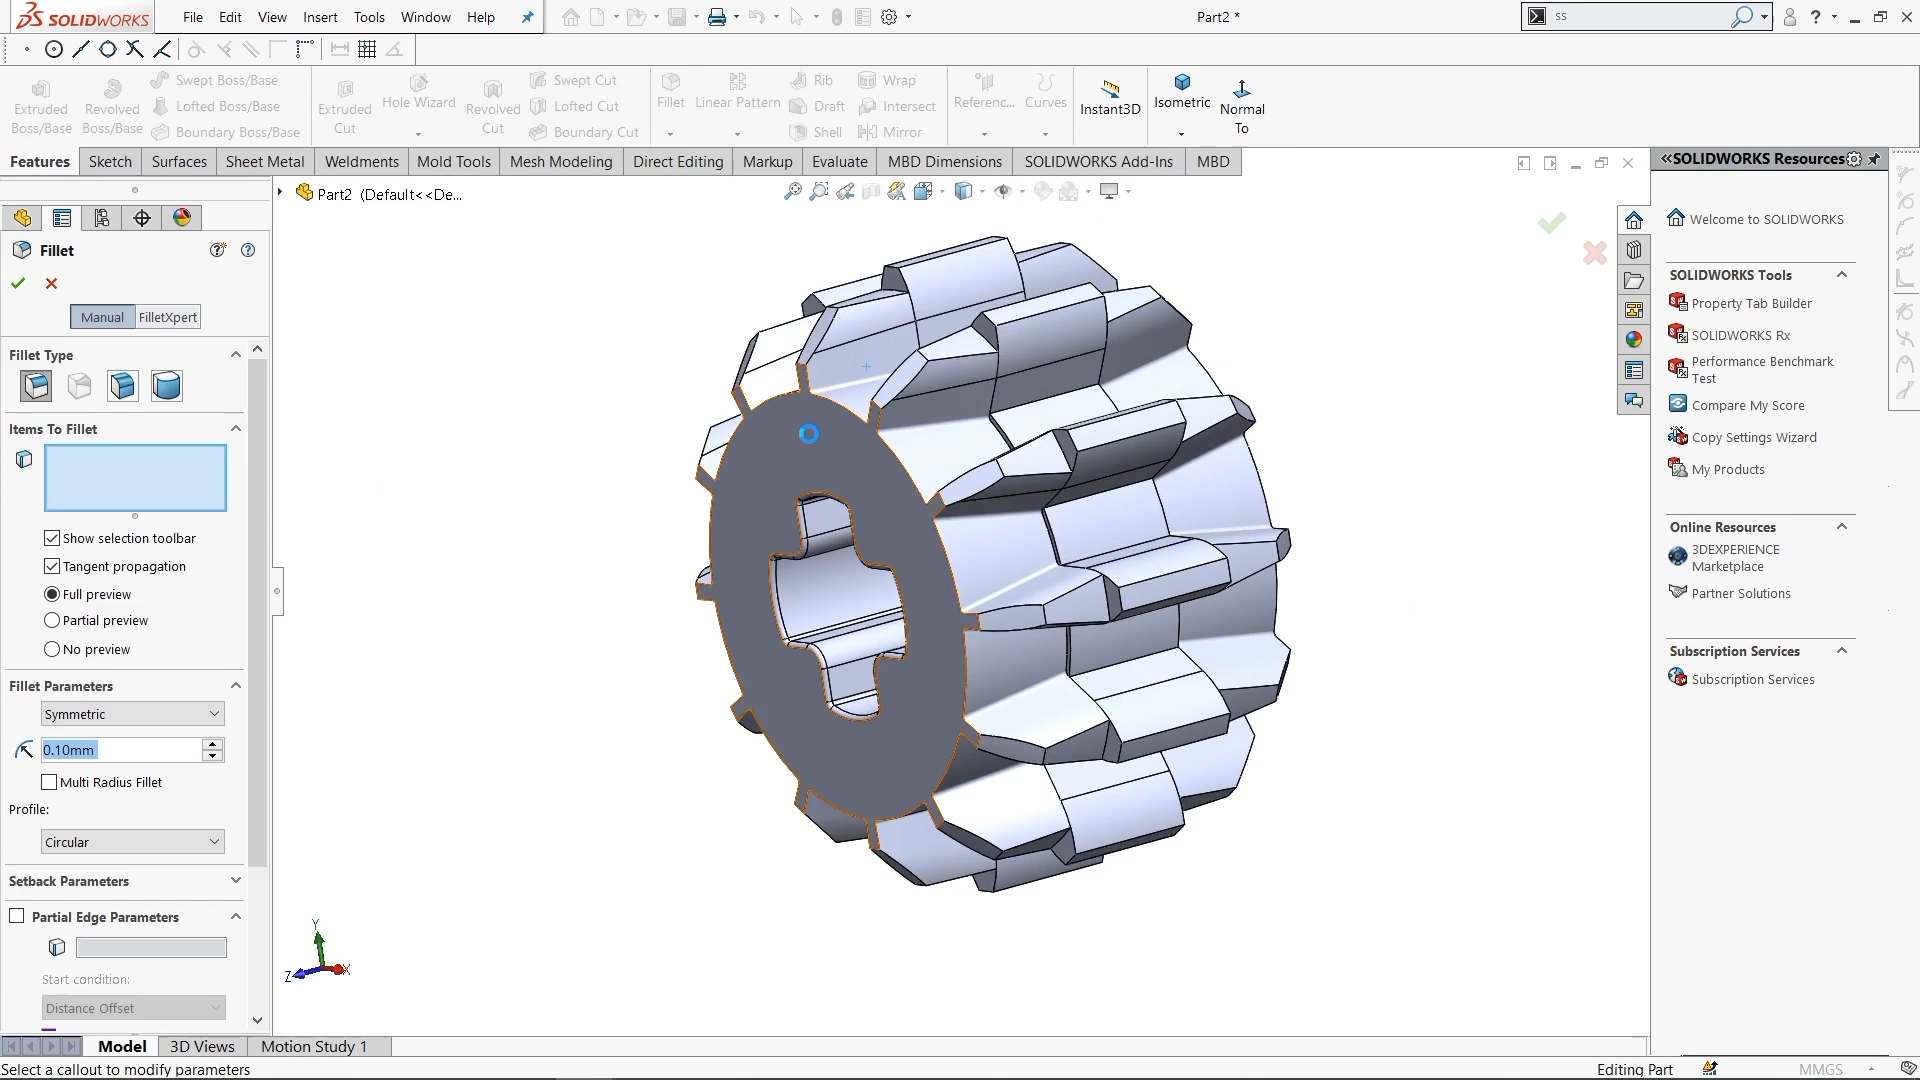 SOLIDWORKS
File Edit View Insert Tools Window Help
Part2 *
ss
Extruded Boss/Base
Revolved Boss/Base
Swept Boss/Base
Lofted Boss/Base
Boundary Boss/Base
Extruded Cut
Hole Wizard
Revolved Cut
Swept Cut
Lofted Cut
Boundary Cut
Fillet
Linear Pattern
Rib
Draft
Shell
Wrap
Intersect
Mirror
Referenc...
Curves
Instant3D
Isometric
Normal To
Features Sketch Surfaces Sheet Metal Weldments Mold Tools Mesh Modeling Direct Editing Markup Evaluate MBD Dimensions SOLIDWORKS Add-Ins MBD
Part2 (Default<<De...
Fillet
Manual FilletXpert
Fillet Type
Items To Fillet
Show selection toolbar
Tangent propagation
Full preview
Partial preview
No preview
Fillet Parameters
Symmetric
0.10mm
Multi Radius Fillet
Profile:
Circular
Setback Parameters
Partial Edge Parameters
Start condition:
Distance Offset
Y
Z
X
SOLIDWORKS Resources
Welcome to SOLIDWORKS
SOLIDWORKS Tools
Property Tab Builder
SOLIDWORKS Rx
Performance Benchmark
Test
Compare My Score
Copy Settings Wizard
My Products
Online Resources
3DEXPERIENCE
Marketplace
Partner Solutions
Subscription Services
Subscription Services
Model 3D Views Motion Study 1
Select a callout to modify parameters
Editing Part
MMGS